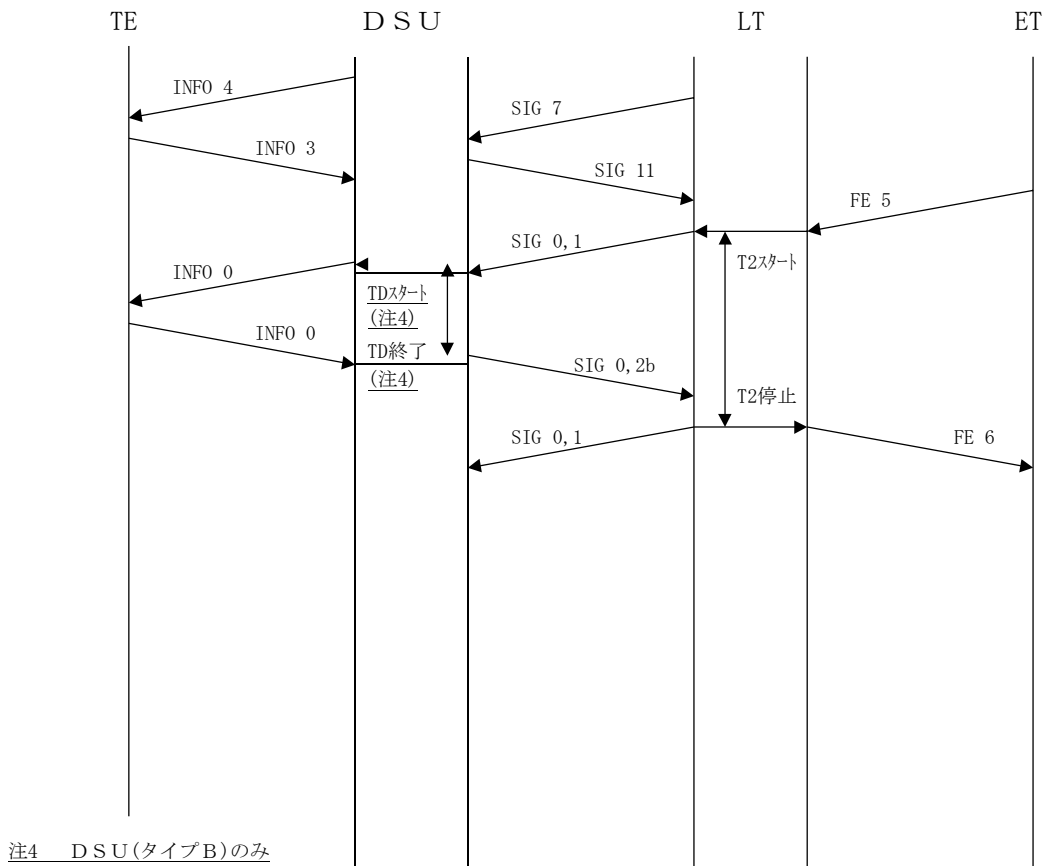 TE
ＤＳＵ
LT
ET
INFO 4
SIG 7
INFO 3
SIG 11
FE 5
SIG 0,1
T2ｽﾀｰﾄ
INFO 0
TDｽﾀｰﾄ
(注4)
INFO 0
TD終了
(注4)
SIG 0,2b
T2停止
SIG 0,1
FE 6
注4　ＤＳＵ(タイプＢ)のみ